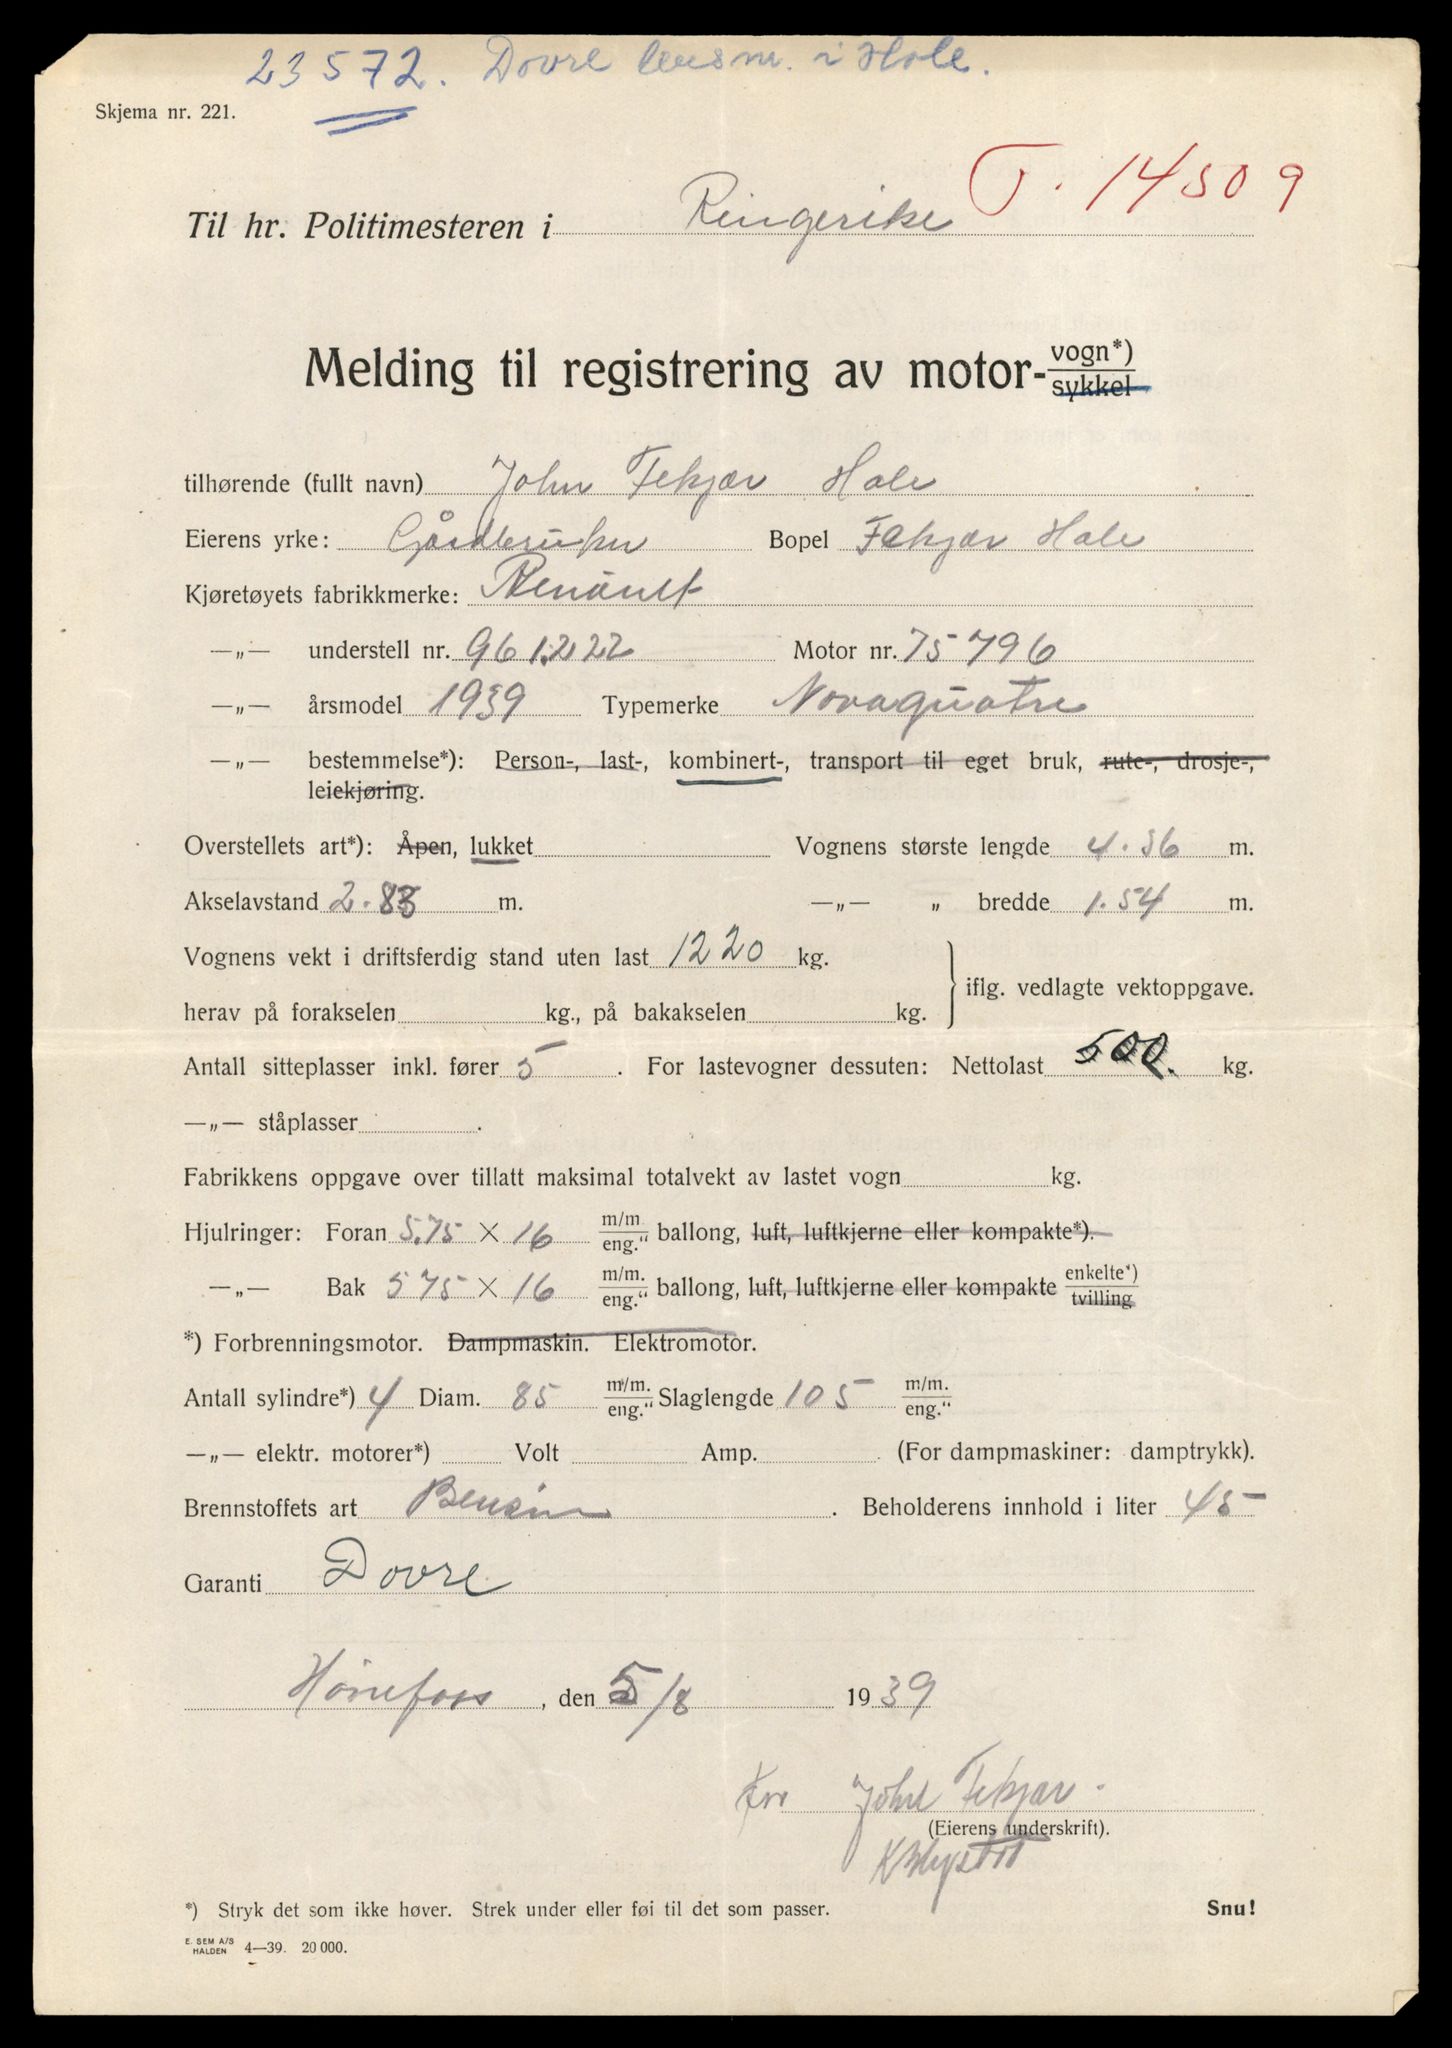 23572. Dovre lensm. i Hole.
Skjema nr. 221.
T. 14509
Til hr. Politimesteren i Ringerike
Melding til registrering av motor- vogn*) sykkel
tilhørende (fullt navn) John Fekjær Hole
Eierens yrke: Gårdbruker Bopel Fekjær Hole
Kjøretøyets fabrikkmerke: Renault
—„— understell nr. 961222 Motor nr. 75796
—„— årsmodel 1939 Typemerke Novaquatre
—„— bestemmelse*): Person-, last-, kombinert-, transport til eget bruk, rute-, drosje-,
leiekjøring.
Overstellets art*): Åpen, lukket Vognens største lengde 4.36 m.
Akselavstand 2.83 m. —„— „ bredde 1.54 m.
Vognens vekt i driftsferdig stand uten last 1220 kg.
herav på forakselen kg., på bakakselen kg. iflg. vedlagte vektoppgave.
Antall sitteplasser inkl. fører 5 . For lastevogner dessuten: Nettolast 500. kg.
—„— ståplasser .
Fabrikkens oppgave over tillatt maksimal totalvekt av lastet vogn kg.
Hjulringer: Foran 5.75 × 16 m/m. eng.“ ballong, luft, luftkjerne eller kompakte*).
—„— Bak 575 × 16 m/m. eng.“ ballong, luft, luftkjerne eller kompakte enkelte*) tvilling
*) Forbrenningsmotor. Dampmaskin. Elektromotor.
Antall sylindre*) 4 Diam. 85 m/m. eng.“ Slaglengde 105 m/m. eng.“
—„— elektr. motorer*) Volt Amp. . (For dampmaskiner: damptrykk).
Brennstoffets art Bensin . Beholderens innhold i liter 45
Garanti Dovre
Hønefoss , den 5/8 1939
for John Fekjær.
(Eierens underskrift).
*) Stryk det som ikke høver. Strek under eller føi til det som passer. Snu!
E. SEM A/S HALDEN 4—39. 20 000.